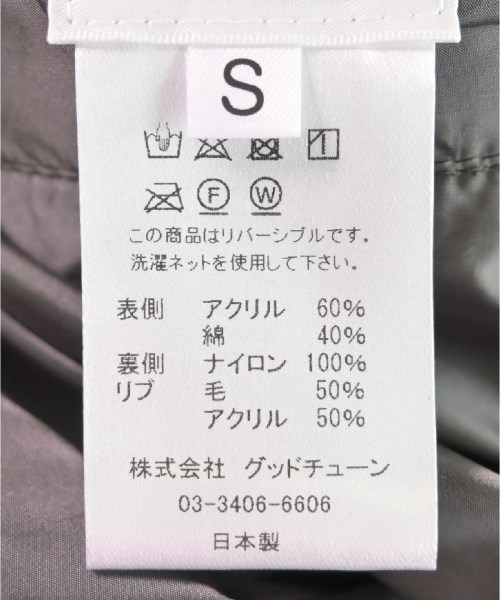 S
F W
この商品はリバーシブルです。
洗濯ネットを使用して下さい。
表側 アクリル 60%
綿 40%
裏側 ナイロン 100%
リブ 毛 50%
アクリル 50%
株式会社 グッドチューン
03-3406-6606
日本製